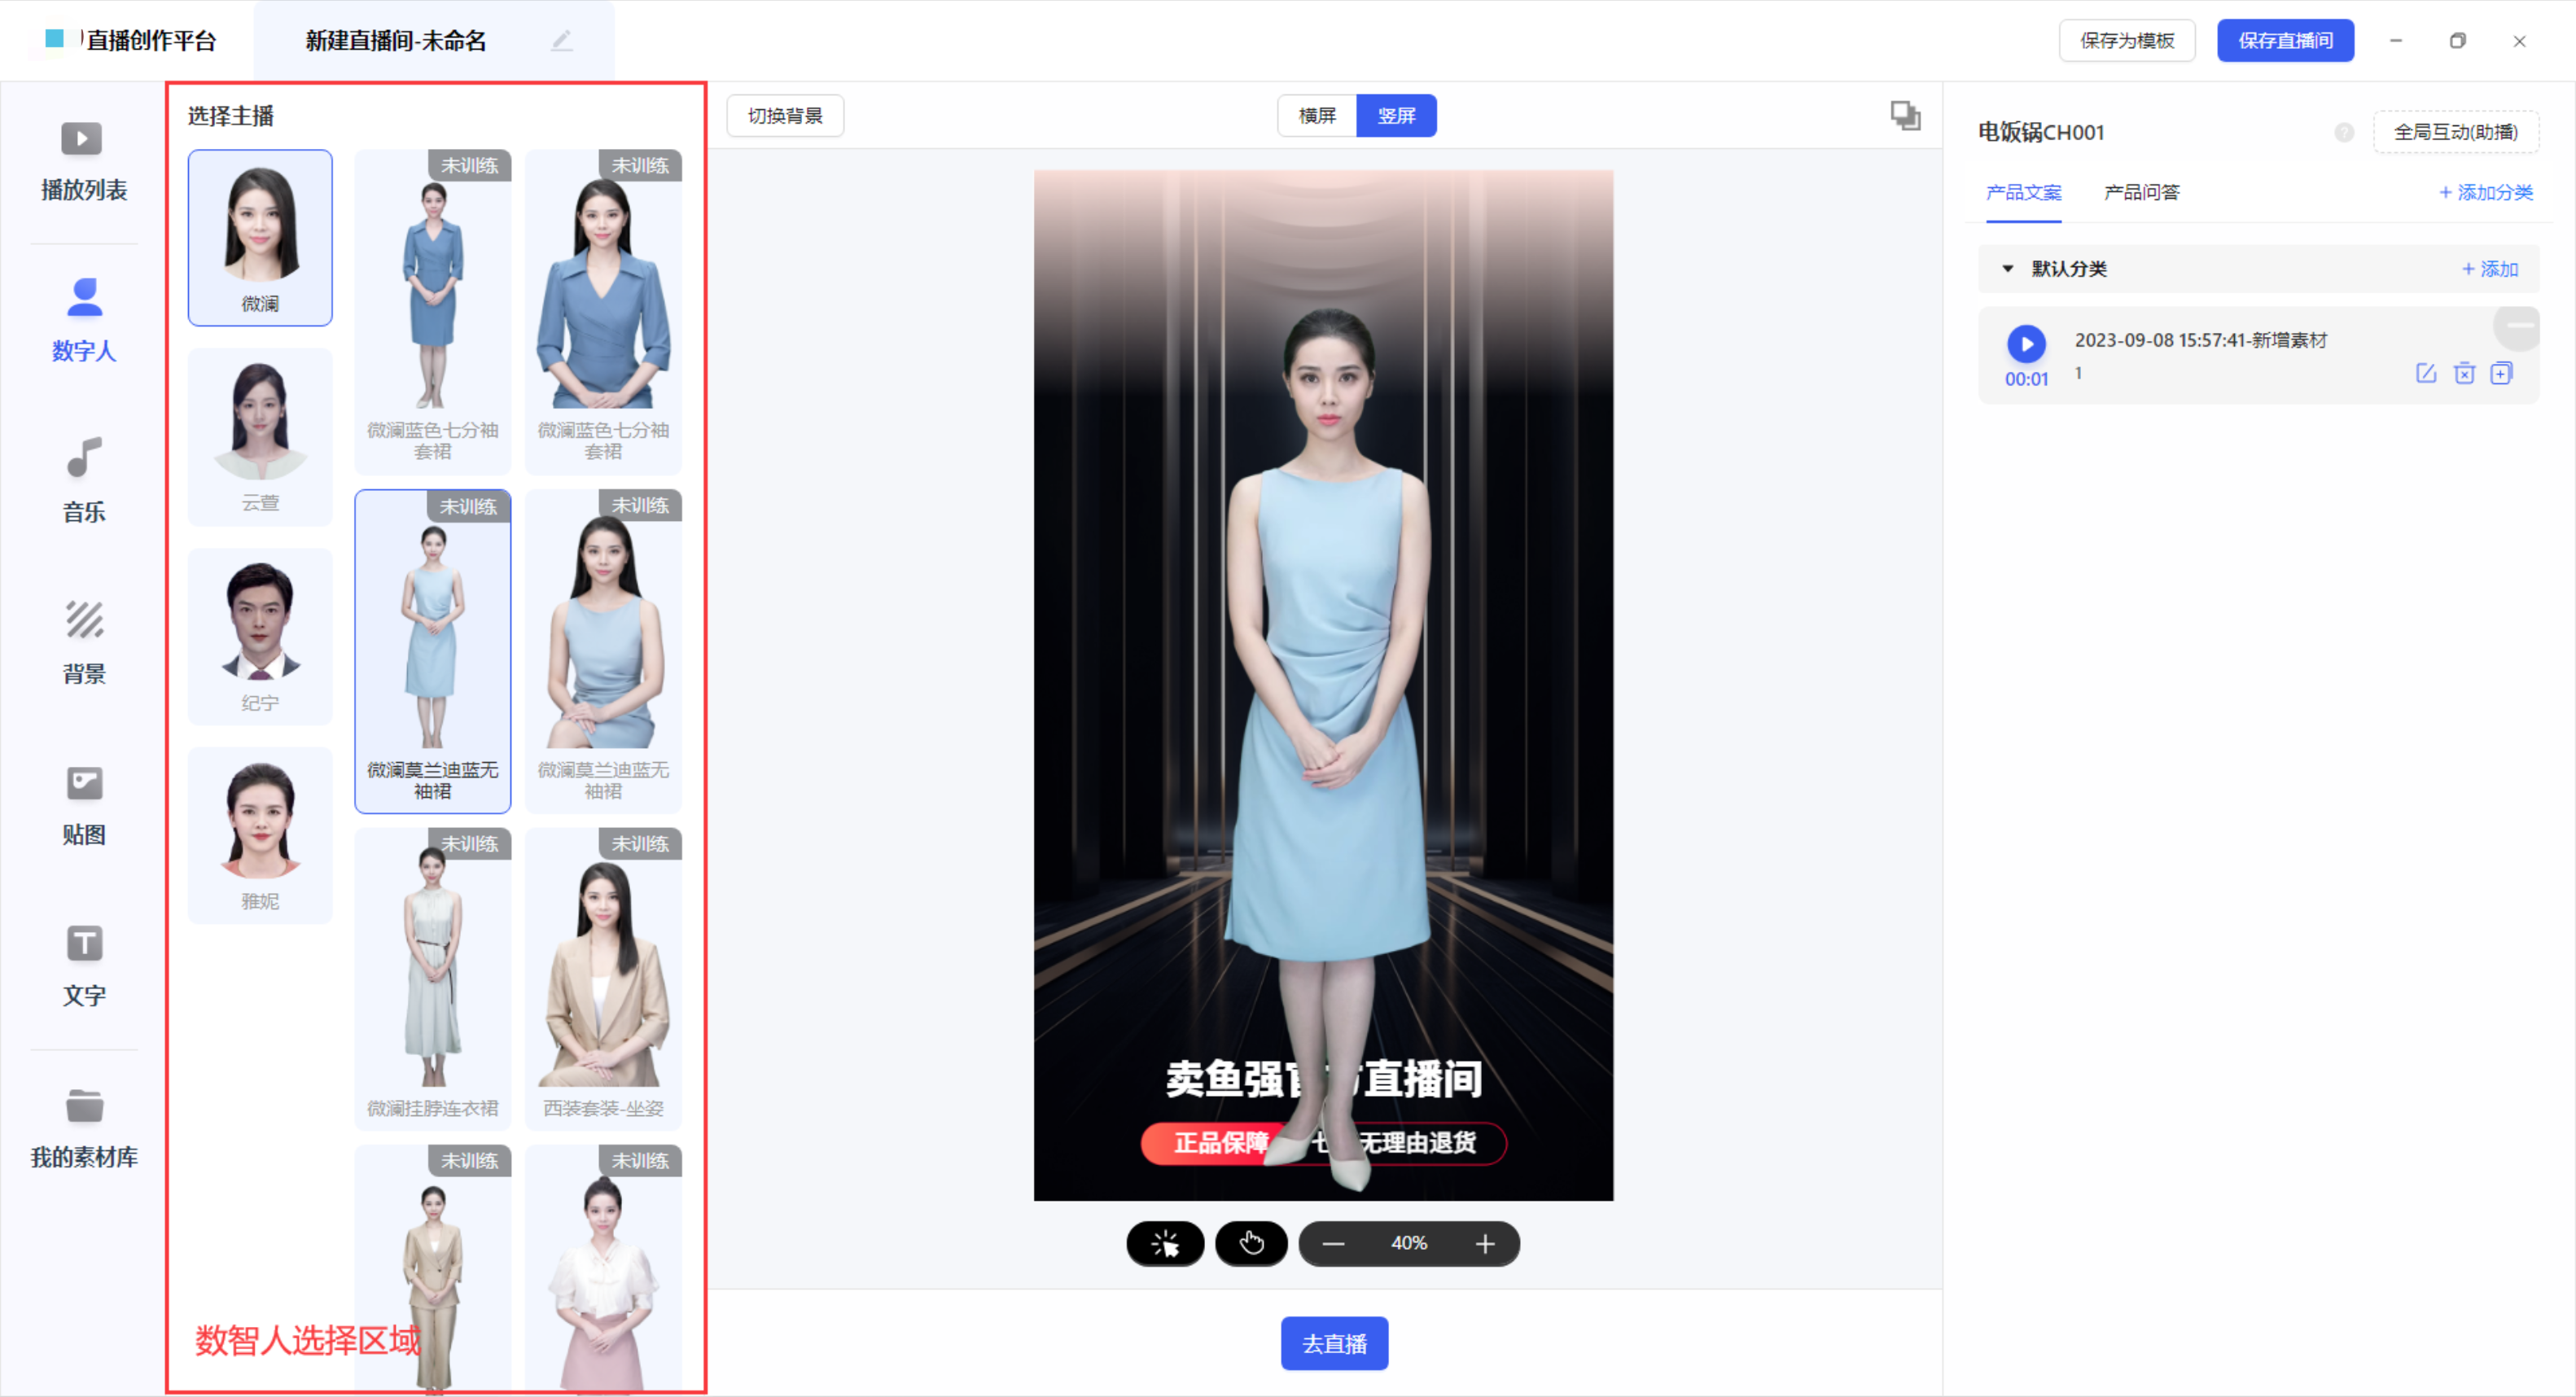 直播创作平台
新建直播间-未命名
保存为模板
保存直播间
播放列表
数字人
音乐
背景
贴图
文字
我的素材库
选择主播
微澜
云萱
纪宁
雅妮
未训练
微澜蓝色七分袖
套裙
未训练
微澜蓝色七分袖
套裙
未训练
微澜莫兰迪蓝无
袖裙
未训练
微澜莫兰迪蓝无
袖裙
未训练
微澜挂脖连衣裙
未训练
西装套装-坐姿
未训练
未训练
数智人选择区域
切换背景
横屏
竖屏
卖鱼强官 直播间
正品保障
七 无理由退货
40%
去直播
电饭锅CH001
?
全局互动(助播)
产品文案
产品问答
+ 添加分类
默认分类
+ 添加
2023-09-08 15:57:41-新增素材
00:01
1